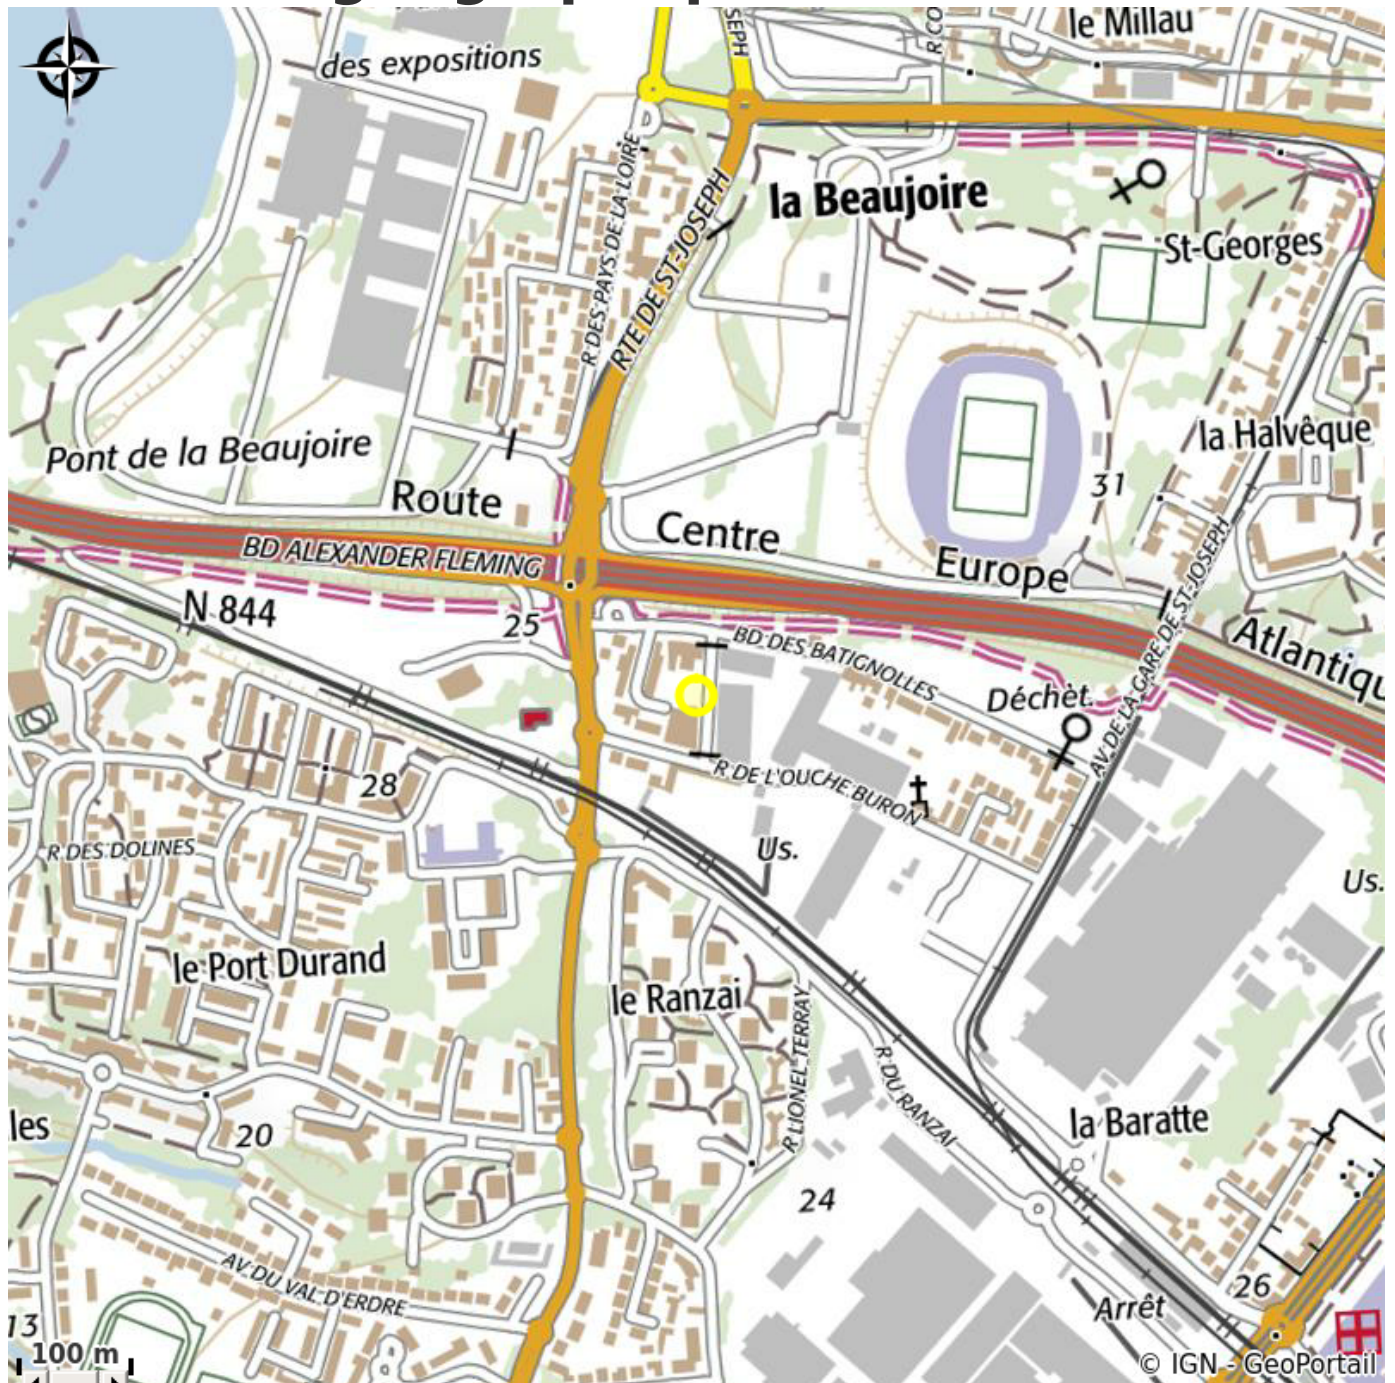 le Millau
des expositions
SEPH
R CO
R DES PAYS DE LA LOIRE
RTE DE ST-JOSEPH
la Beaujoire
St-Georges
la Halvêque
Pont de la Beaujoire
31
Route
Centre
Europe
Atlantiqu
BD ALEXANDER FLEMING
AV DE LA GARE DE ST-JOSEPH
N 844
25
BD DES BATIGNOLLES
Déchèt.
28
R DE L'OUCHE BURON
R DES DOLINES
Us.
Us.
le Port Durand
le Ranzai
R LIONEL TERRAY
R DU RANZAI
les
20
la Baratte
24
AV DU VAL D'ERDRE
26
Arrêt
13
100 m
© IGN - GeoPortail